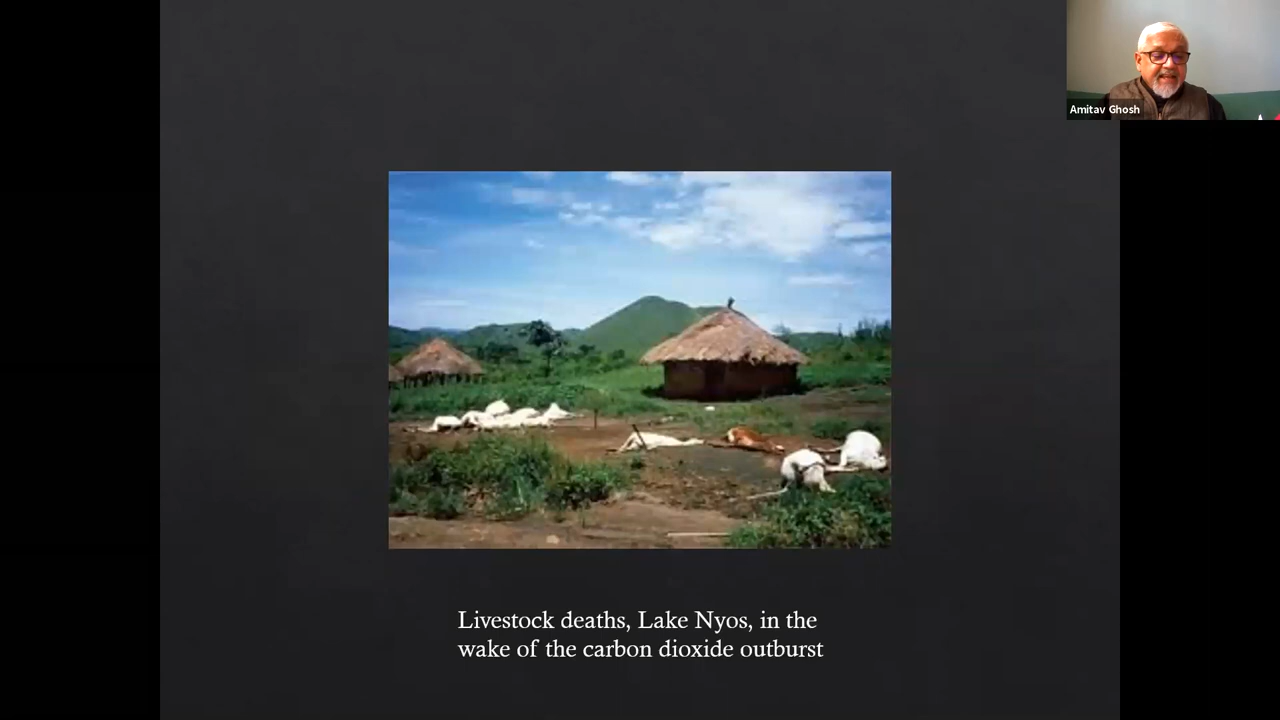 Amitav Ghosh
Livestock deaths, Lake Nyos, in the
wake of the carbon dioxide outburst